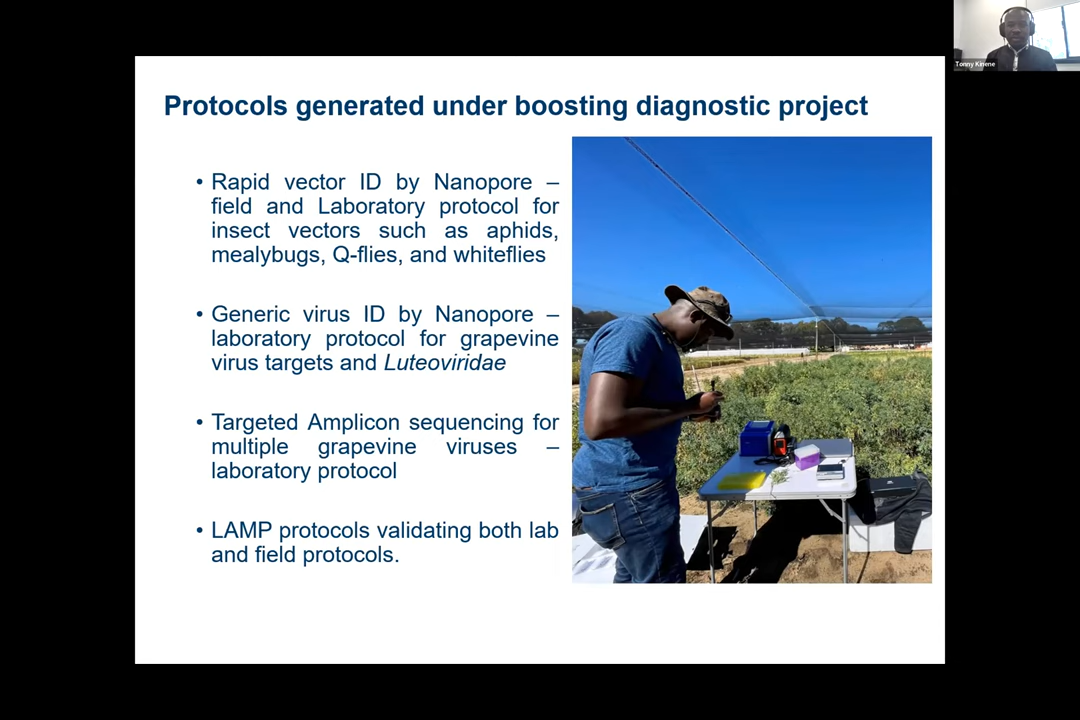 Tonny Kinene
Protocols generated under boosting diagnostic project
• Rapid vector ID by Nanopore –
field and Laboratory protocol for
insect vectors such as aphids,
mealybugs, Q-flies, and whiteflies
• Generic virus ID by Nanopore –
laboratory protocol for grapevine
virus targets and Luteoviridae
• Targeted Amplicon sequencing for
multiple grapevine viruses –
laboratory protocol
• LAMP protocols validating both lab
and field protocols.